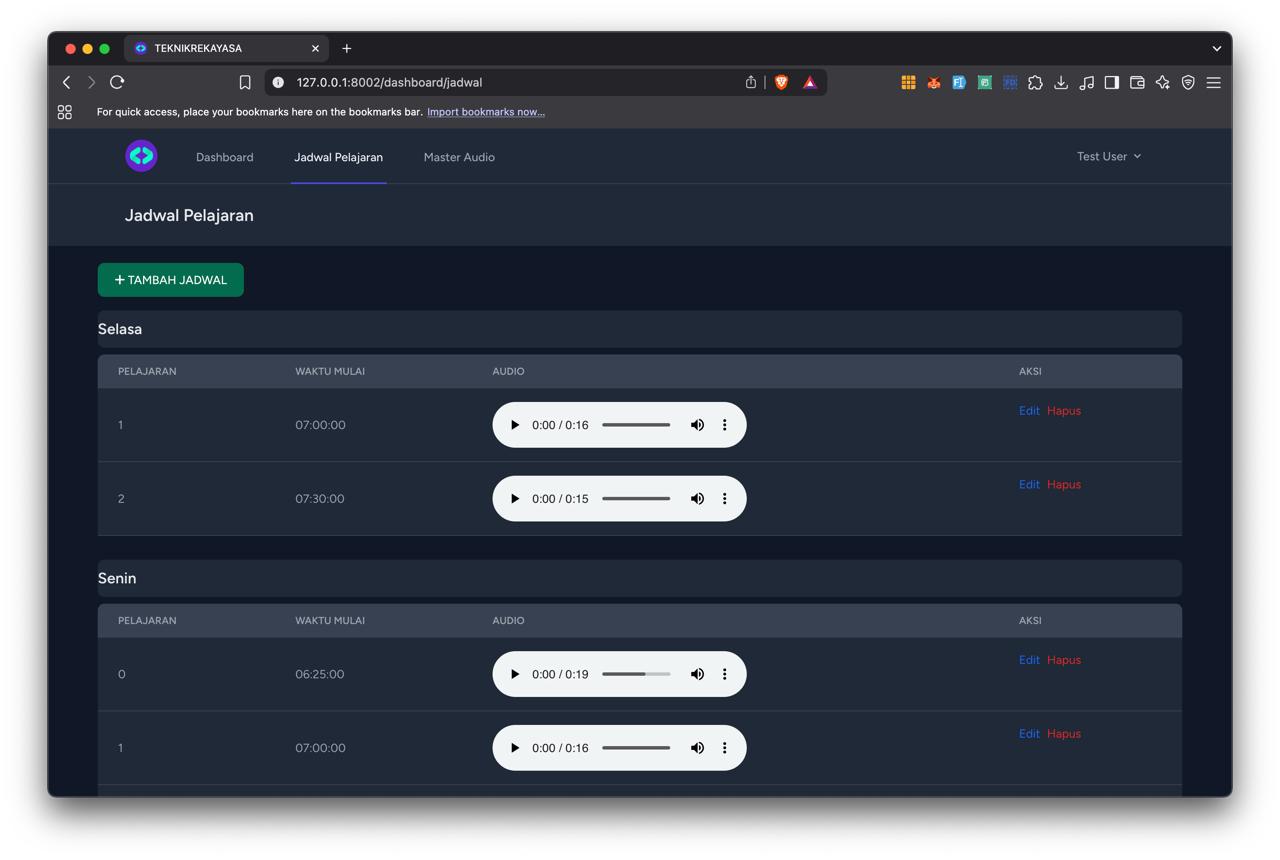 TEKNIKREKAYASA
127.0.0.1:8002/dashboard/jadwal
For quick access, place your bookmarks here on the bookmarks bar. Import bookmarks now...
Dashboard Jadwal Pelajaran Master Audio Test User
Jadwal Pelajaran
+ TAMBAH JADWAL
Selasa
PELAJARAN WAKTU MULAI AUDIO AKSI
1 07:00:00 0:00 / 0:16 Edit Hapus
2 07:30:00 0:00 / 0:15 Edit Hapus
Senin
PELAJARAN WAKTU MULAI AUDIO AKSI
0 06:25:00 0:00 / 0:19 Edit Hapus
1 07:00:00 0:00 / 0:16 Edit Hapus